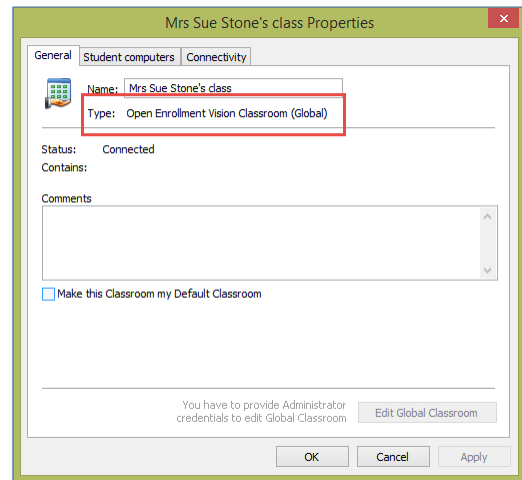 Mrs Sue Stone's class Properties
General Student computers Connectivity
Name: Mrs Sue Stone's class
Type: Open Enrollment Vision Classroom (Global)
Status: Connected
Contains:
Comments
Make this Classroom my Default Classroom
You have to provide Administrator
credentials to edit Global Classroom
Edit Global Classroom
OK Cancel Apply